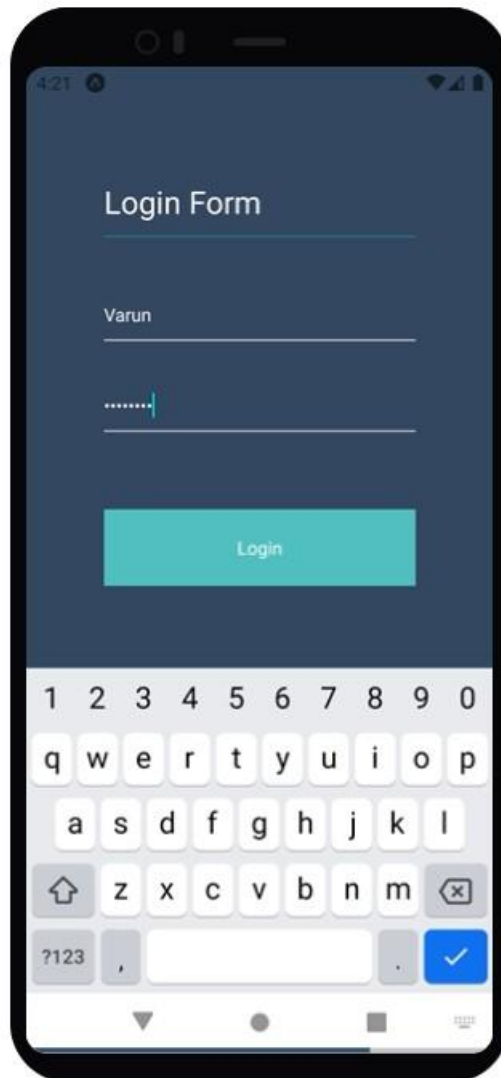 4:21
Login Form
Varun
••••••••
Login
1 2 3 4 5 6 7 8 9 0
q w e r t y u i o p
a s d f g h j k l
z x c v b n m
?123 , .